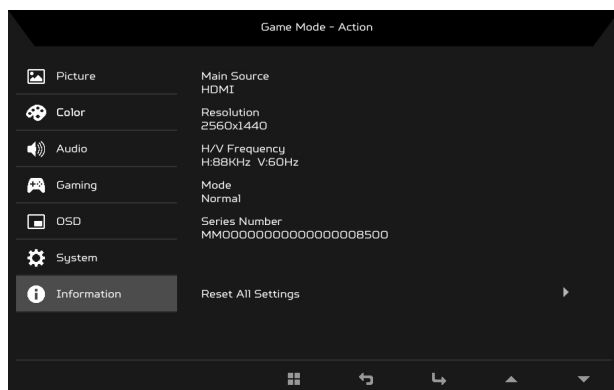 Game Mode - Action
Picture
Color
Audio
Gaming
OSD
System
Information
Main Source
HDMI
Resolution
2560x1440
H/V Frequency
H:88KHz V:60Hz
Mode
Normal
Series Number
MM00000000000000008500
Reset All Settings